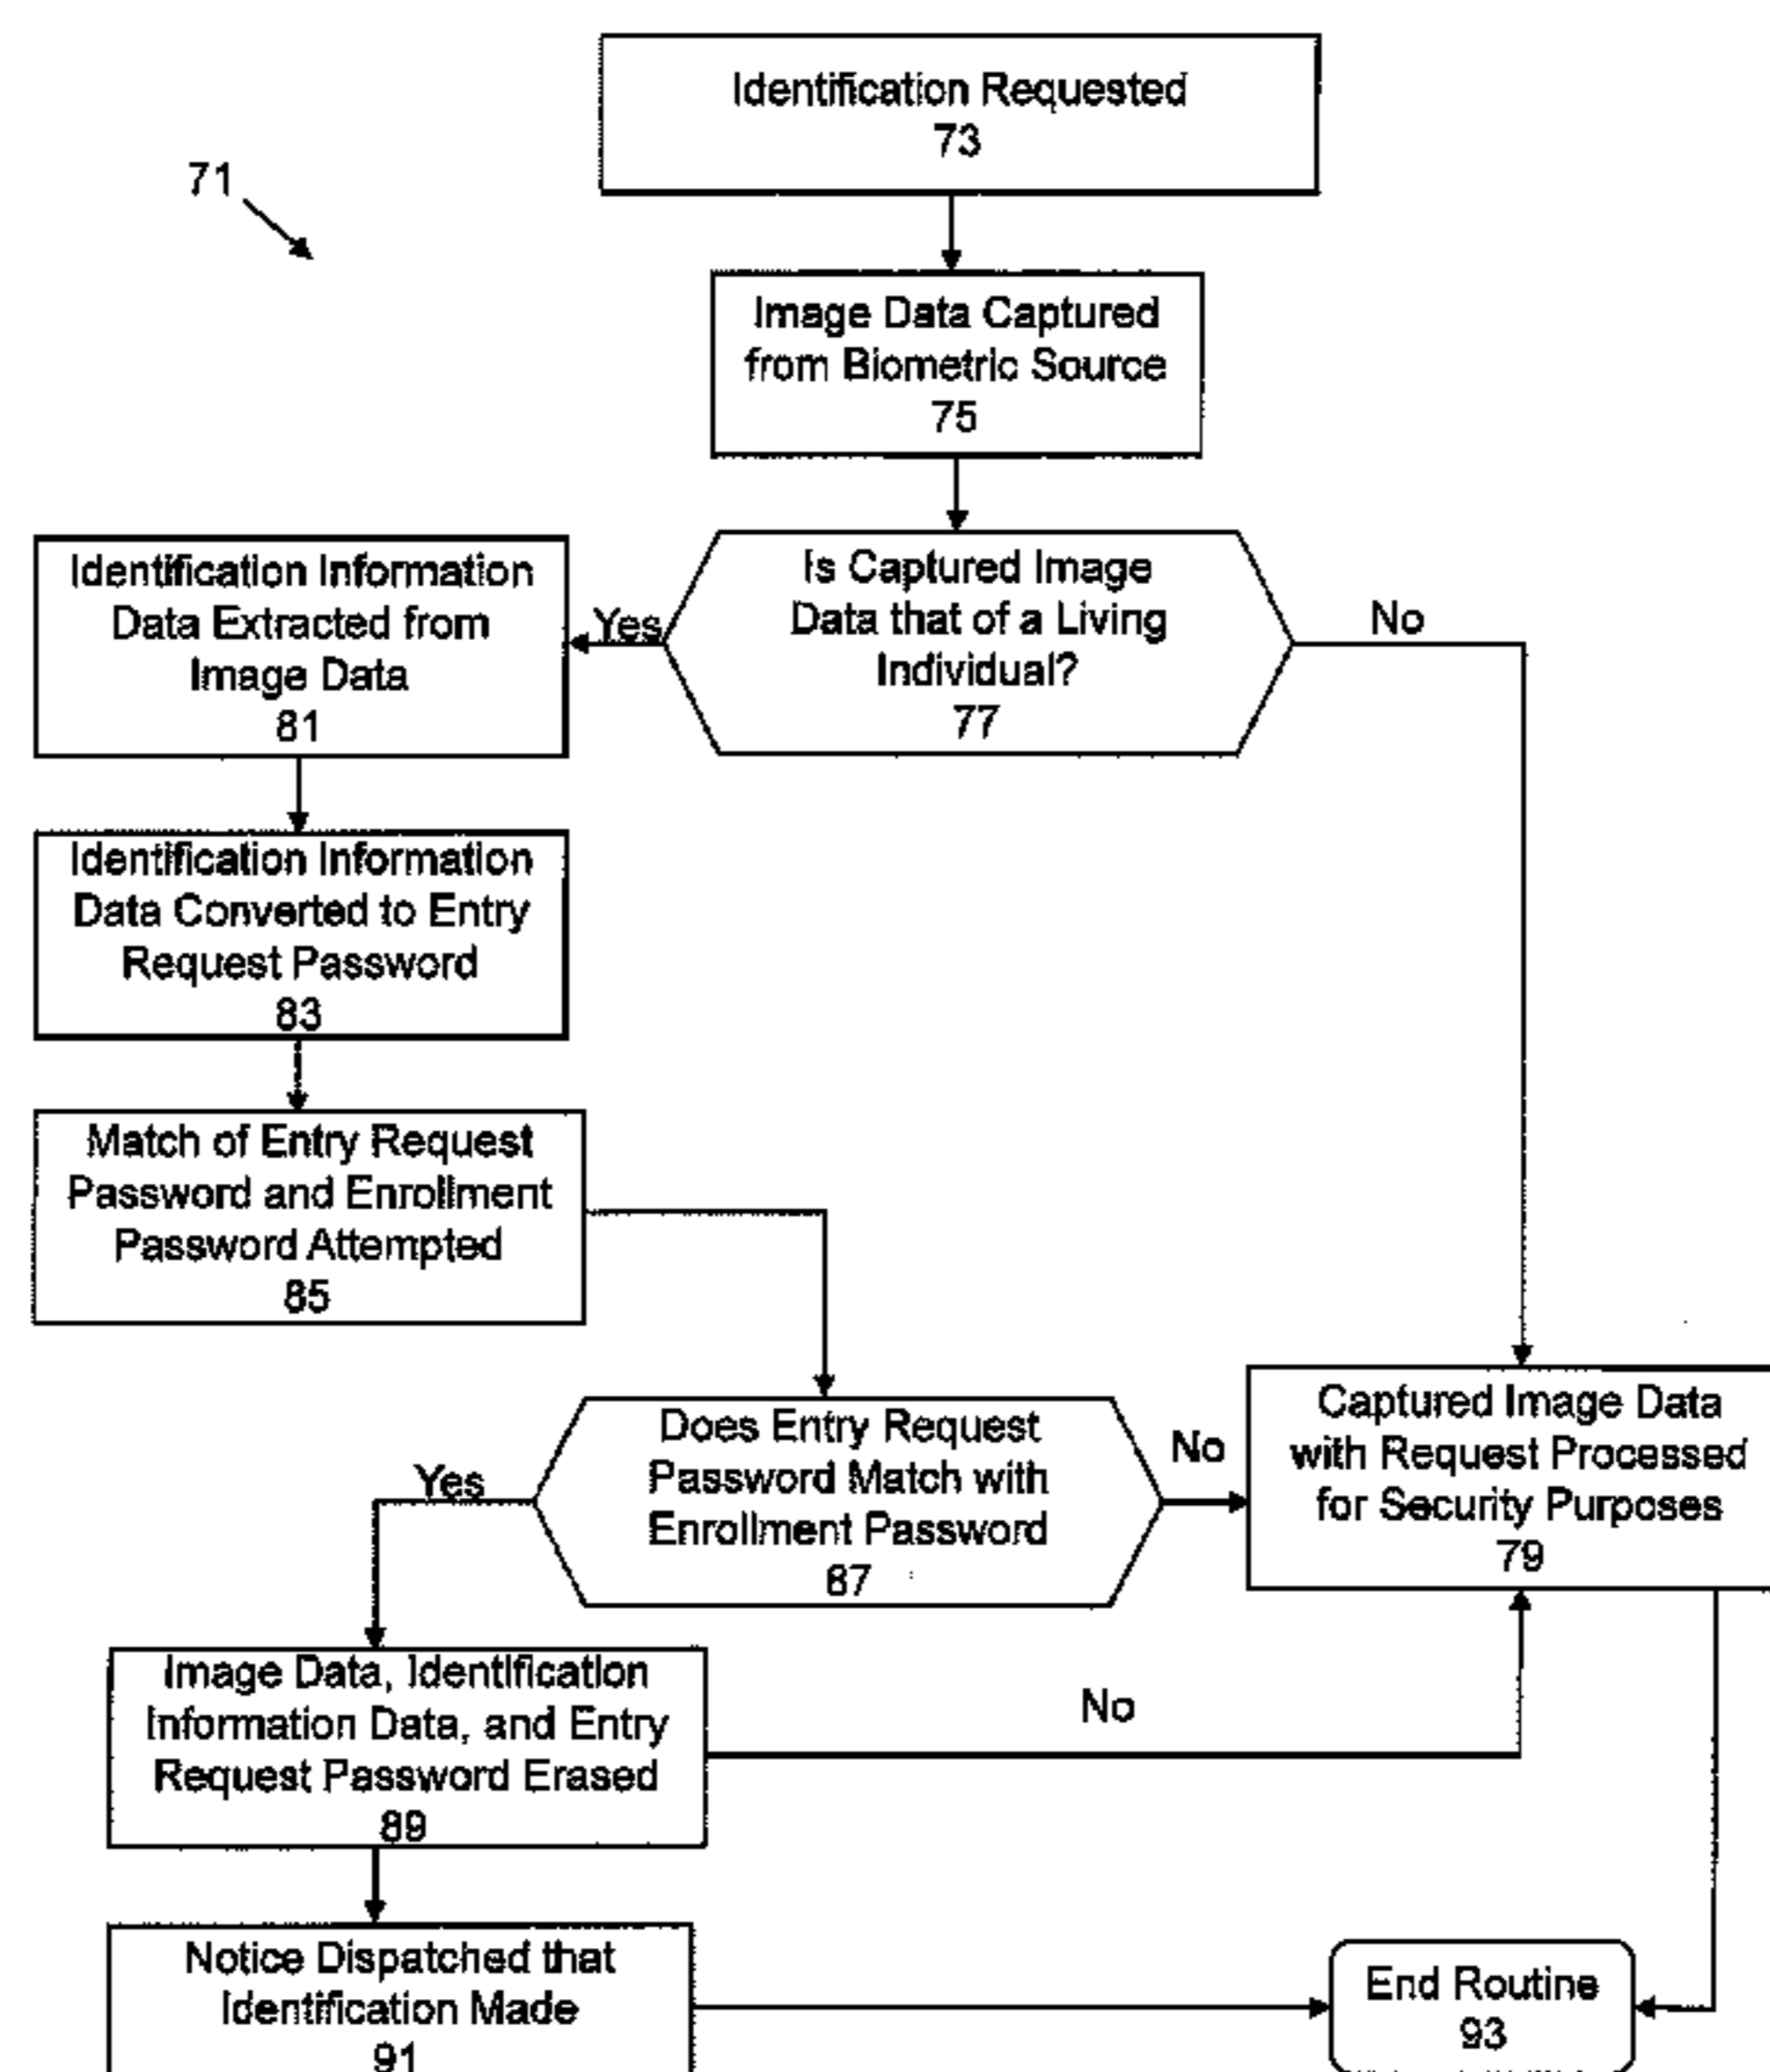 Identification Requested
73
71
Image Data Captured
from Biometric Source
75
Is Captured Image
Data that of a Living
Individual?
77
Yes
No
Identification Information
Data Extracted from
Image Data
81
Identification Information
Data Converted to Entry
Request Password
83
Match of Entry Request
Password and Enrollment
Password Attempted
85
Does Entry Request
Password Match with
Enrollment Password
87
Yes
No
Captured Image Data
with Request Processed
for Security Purposes
79
Image Data, Identification
Information Data, and Entry
Request Password Erased
89
No
Notice Dispatched that
Identification Made
91
End Routine
93